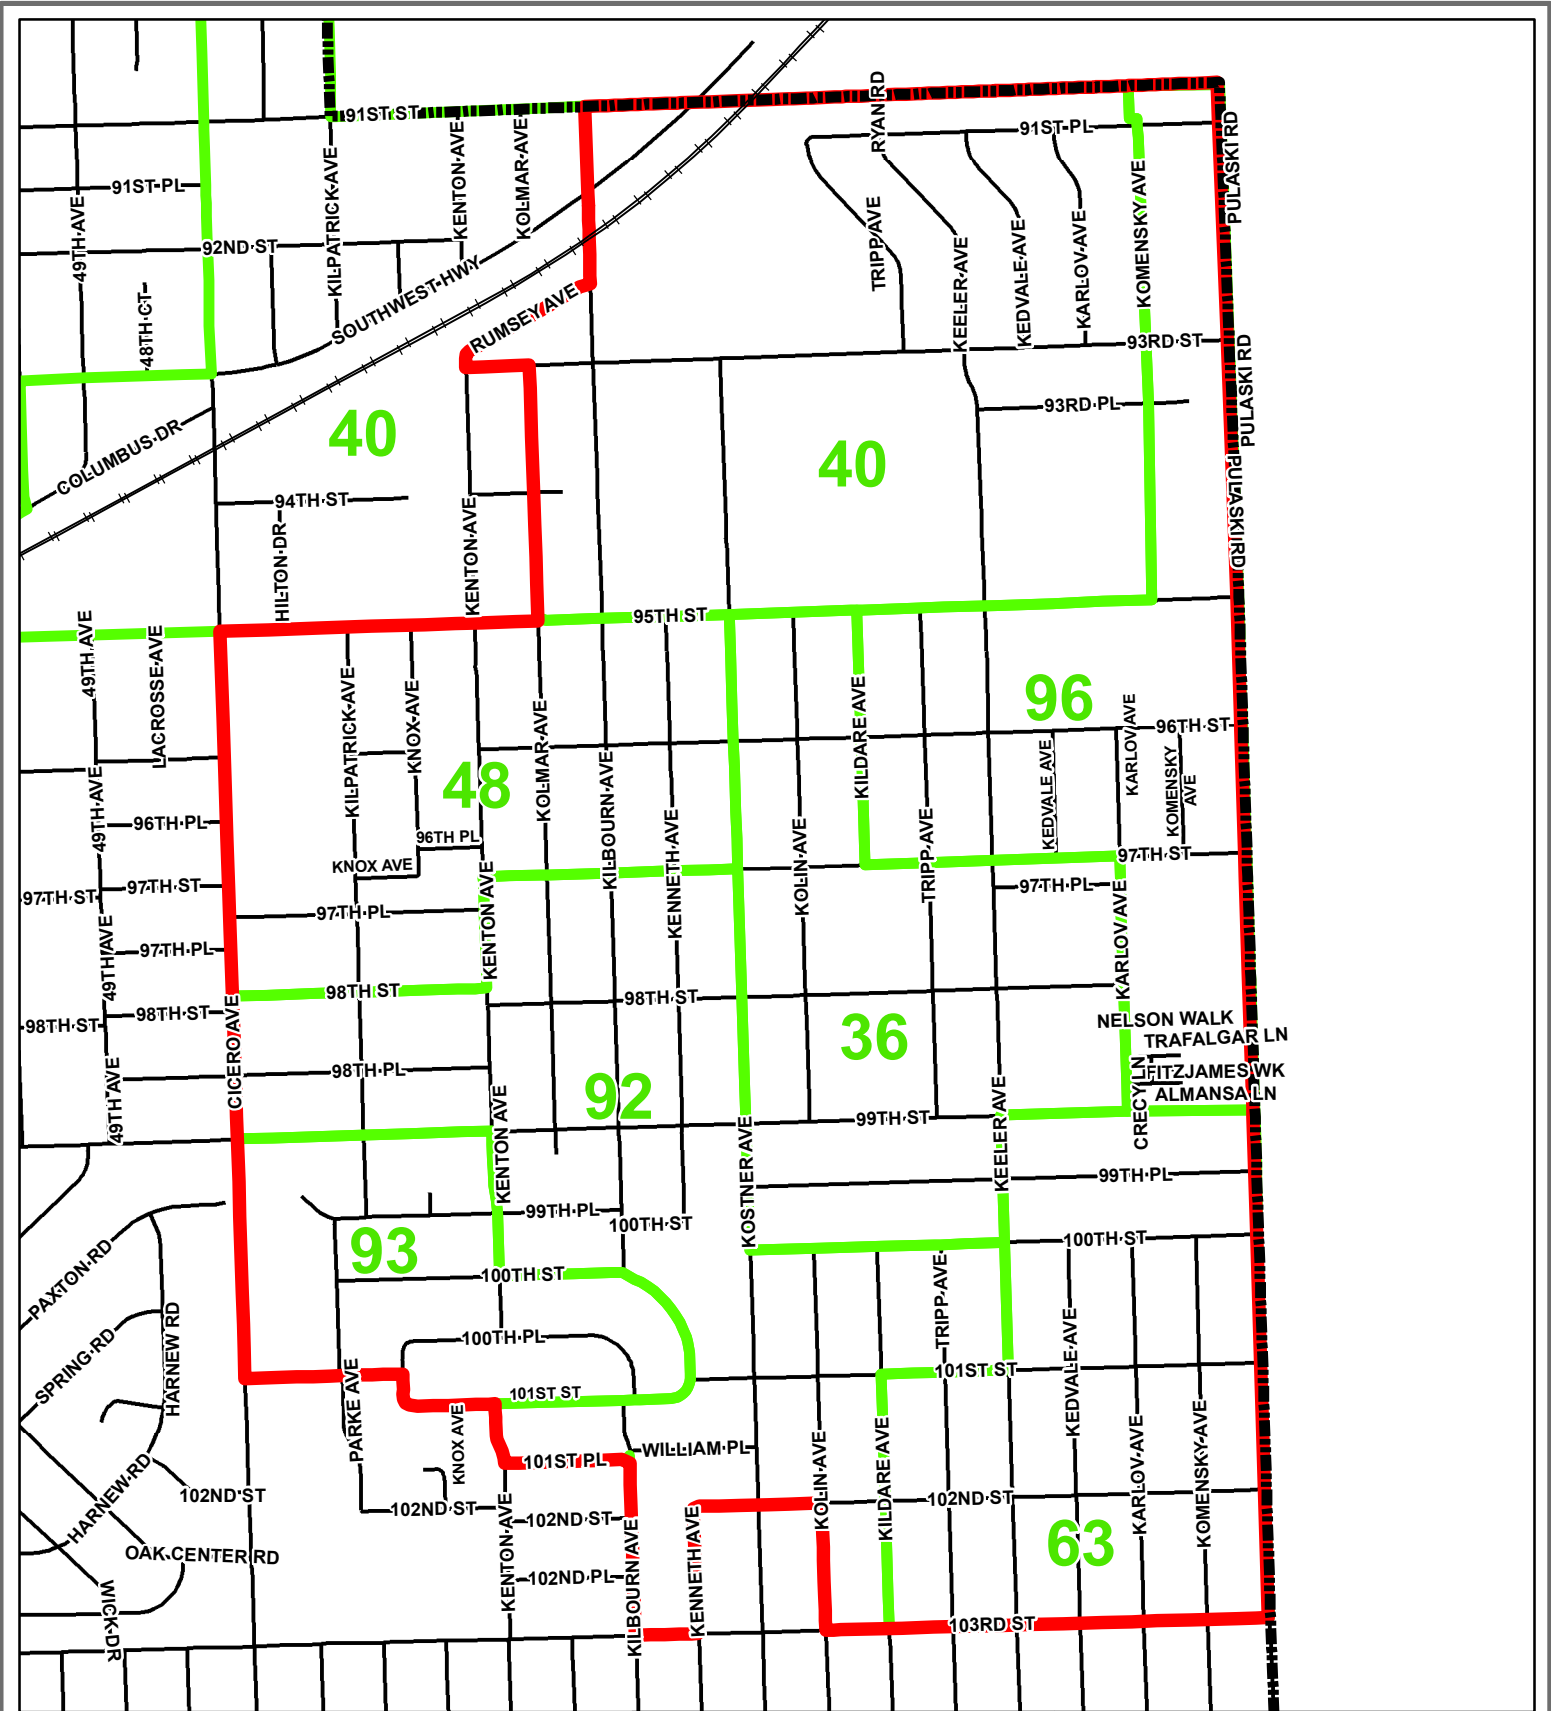 91ST ST
RYAN RD
91ST PL
PULASKI RD
91ST PL
49TH AVE
KILPATRICK AVE
KENTON AVE
KOLMAR AVE
92ND ST
48TH CT
SOUTHWEST HWY
RUMSEY AVE
TRIPP AVE
KEELER AVE
KEDVALE AVE
KARLOV AVE
KOMENSKY AVE
93RD ST
PULASKI RD
93RD PL
COLUMBUS DR
40
40
94TH ST
HILTON DR
KENTON AVE
PULASKI RD
95TH ST
49TH AVE
LACROSSE AVE
KILPATRICK AVE
KNOX AVE
KOLMAR AVE
KILDARE AVE
96
96TH ST
KEDVALE AVE
KARLOV AVE
KOMENSKY
AVE
48
49TH AVE
96TH PL
96TH PL
KNOX AVE
KILBOURN AVE
KENNETH AVE
KOLIN AVE
TRIPP AVE
97TH ST
97TH ST
97TH ST
97TH PL
97TH PL
KENTON AVE
KARLOV AVE
49TH AVE
97TH PL
98TH ST
98TH ST
98TH ST
98TH ST
CICERO AVE
36
NELSON WALK
TRAFALGAR LN
98TH PL
FITZJAMES WK
ALMANSA LN
CRECY LN
92
49TH AVE
KENTON AVE
99TH ST
KOSTNER AVE
KEELER AVE
99TH PL
99TH PL
100TH ST
93
100TH ST
100TH ST
PAXTON RD
HARNEW RD
SPRING RD
100TH PL
TRIPP AVE
KEDVALE AVE
101ST ST
PARKE AVE
101ST ST
KNOX AVE
WILLIAM PL
101ST PL
KOLIN AVE
KILDARE AVE
KARLOV AVE
KOMENSKY AVE
HARNEW RD
102ND ST
102ND ST
102ND ST
102ND ST
KENTON AVE
KILBOURN AVE
KENNETH AVE
63
OAK CENTER RD
102ND PL
WICK DR
103RD ST